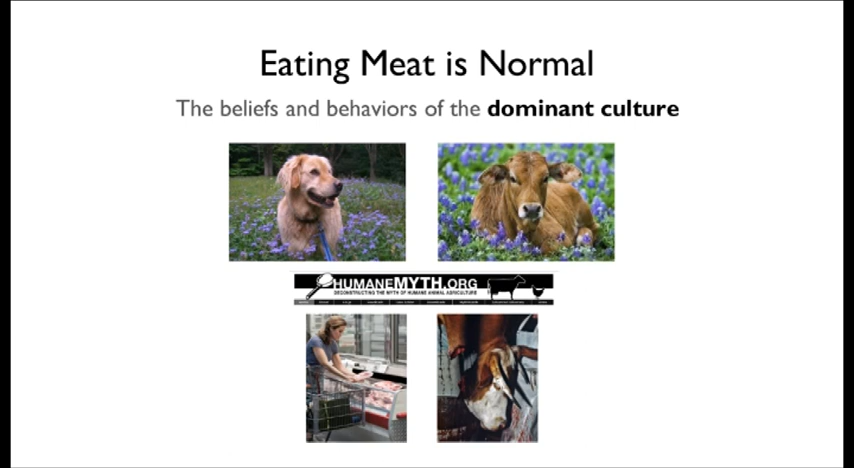 Eating Meat is Normal
The beliefs and behaviors of the dominant culture
HUMANEMYTH.ORG
DECONSTRUCTING THE MYTH OF HUMANE ANIMAL AGRICULTURE